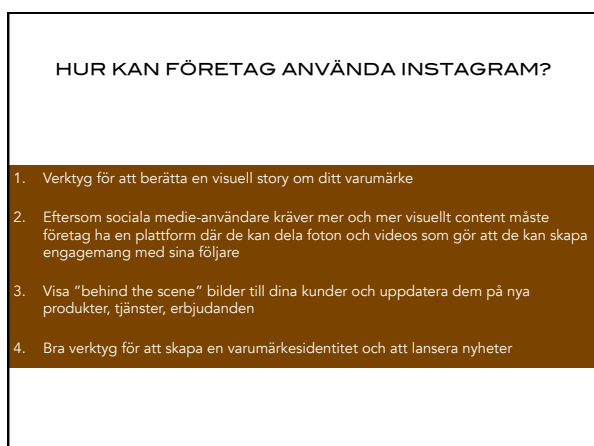 HUR KAN FÖRETAG ANVÄNDA INSTAGRAM?
1. Verktyg för att berätta en visuell story om ditt varumärke
2. Eftersom sociala medie-användare kräver mer och mer visuellt content måste
företag ha en plattform där de kan dela foton och videos som gör att de kan skapa
engagemang med sina följare
3. Visa ”behind the scene” bilder till dina kunder och uppdatera dem på nya
produkter, tjänster, erbjudanden
4. Bra verktyg för att skapa en varumärkesidentitet och att lansera nyheter